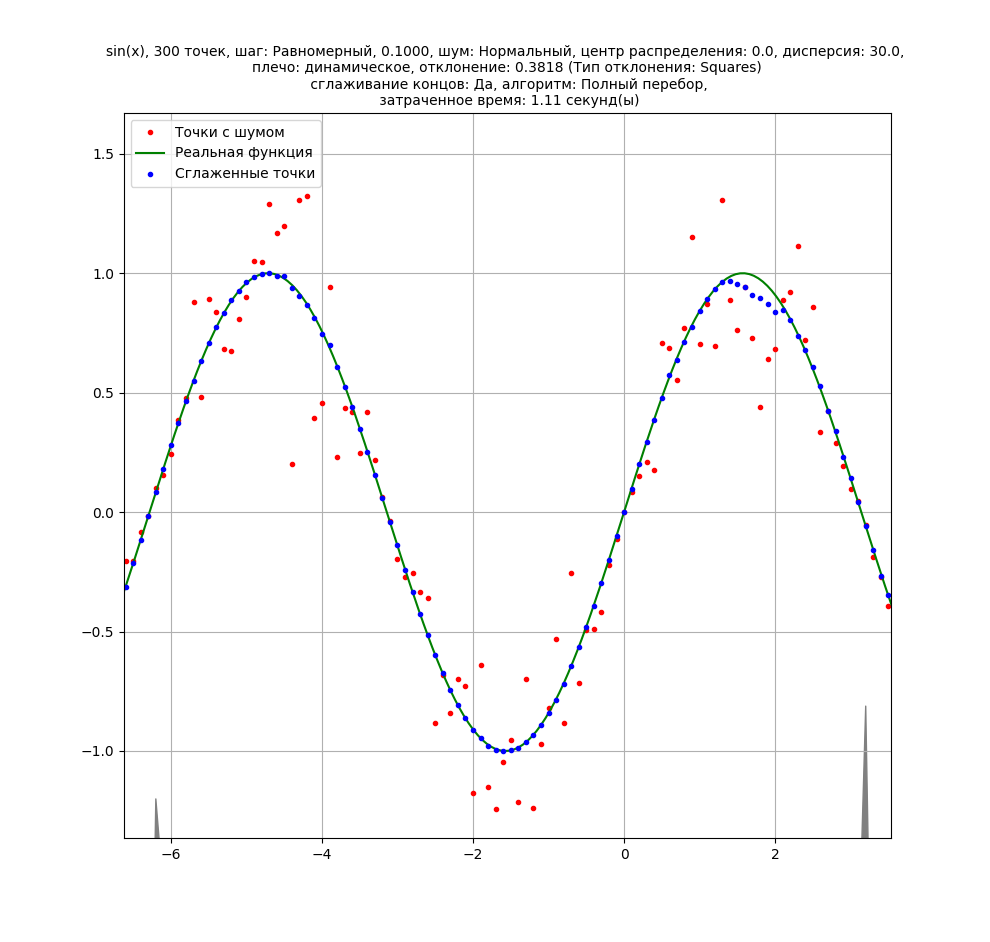 sin(x), 300 точек, шаг: Равномерный, 0.1000, шум: Нормальный, центр распределения: 0.0, дисперсия: 30.0,
плечо: динамическое, отклонение: 0.3818 (Тип отклонения: Squares)
сглаживание концов: Да, алгоритм: Полный перебор,
затраченное время: 1.11 секунд(ы)
Точки с шумом
Реальная функция
Сглаженные точки
1.5
1.0
0.5
0.0
−0.5
−1.0
−6 −4 −2 0 2